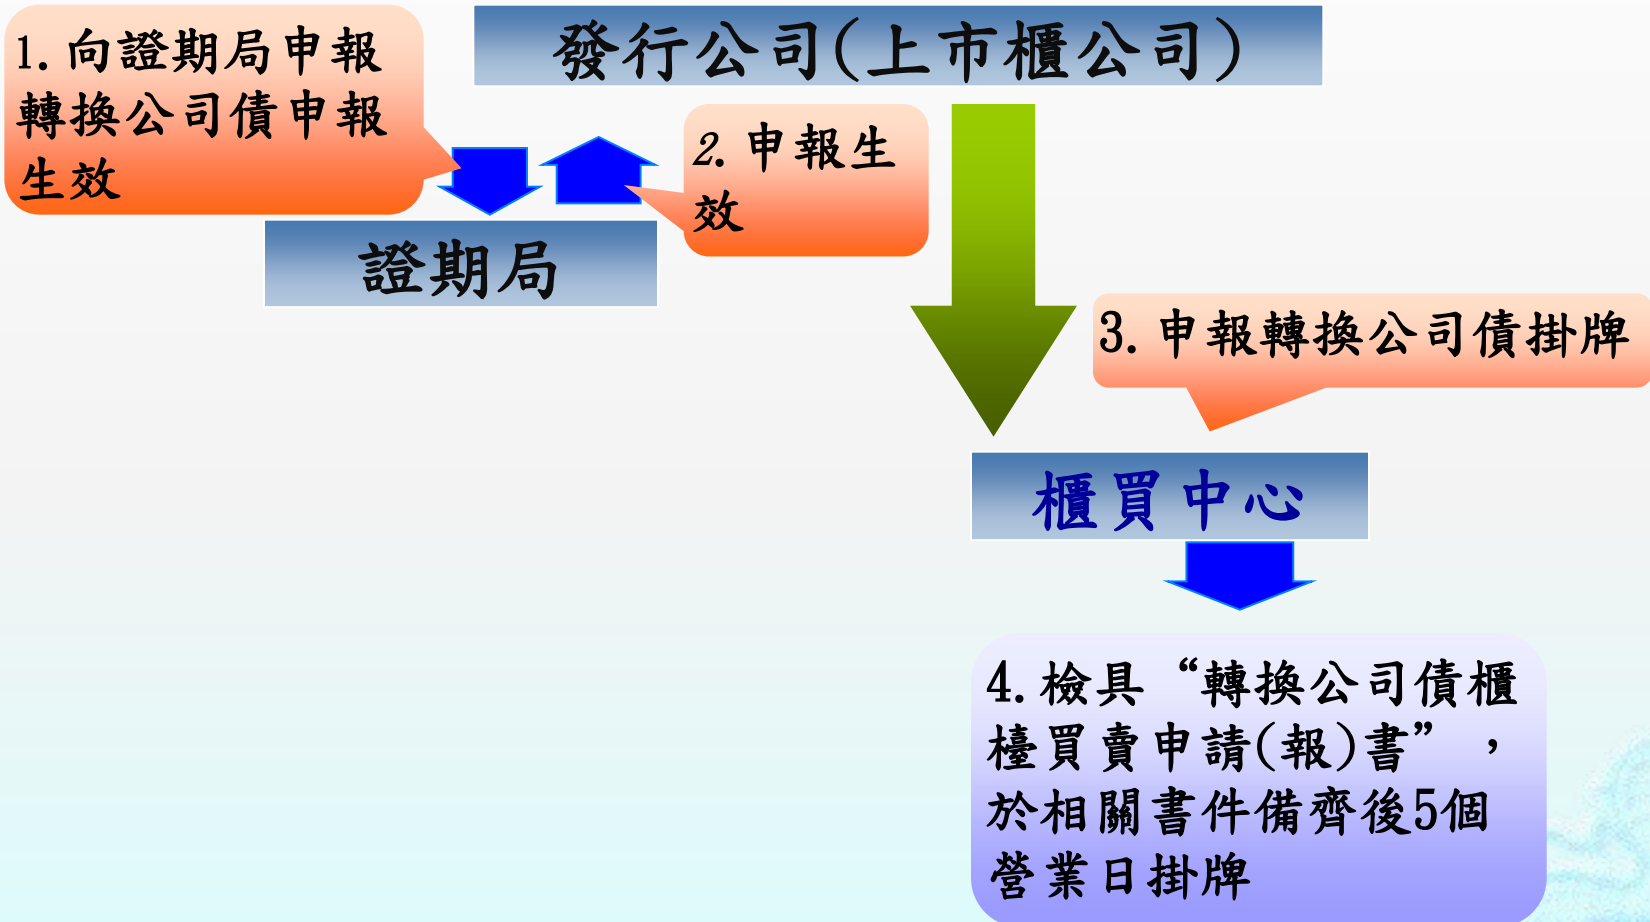 發行公司(上市櫃公司)
1.向證期局申報
轉換公司債申報
生效
2.申報生
效
證期局
3.申報轉換公司債掛牌
櫃買中心
4.檢具“轉換公司債櫃
檯買賣申請(報)書”，
於相關書件備齊後5個
營業日掛牌